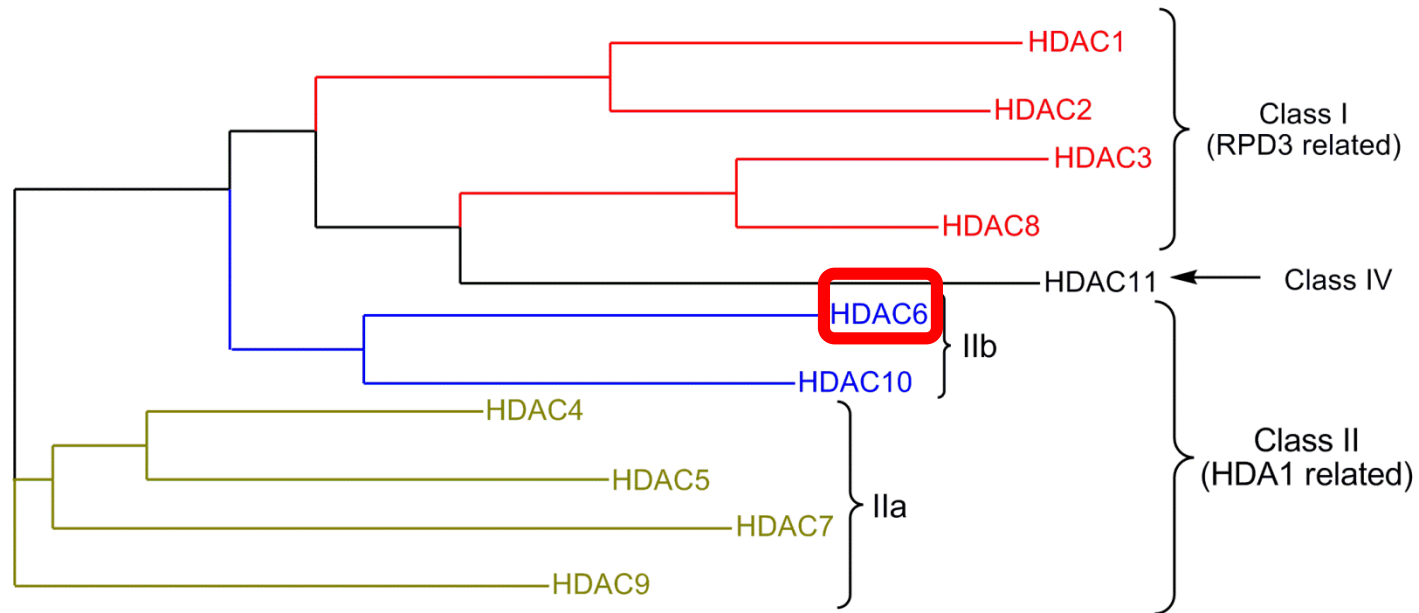 HDAC1
HDAC2
Class I
(RPD3 related)
HDAC3
HDAC8
HDAC11
Class IV
HDAC6
IIb
HDAC10
HDAC4
Class II
(HDA1 related)
HDAC5
IIa
HDAC7
HDAC9